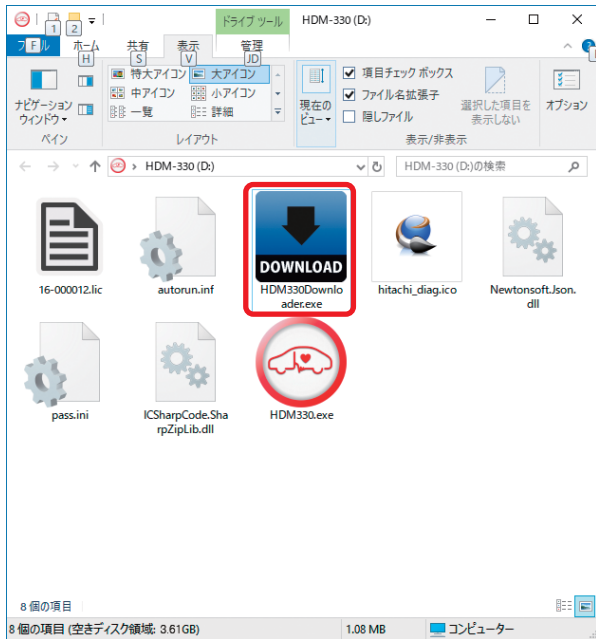 ドライブ ツール
HDM-330 (D:)
1
2
ファイル
ホーム
共有
表示
管理
F
H
S
V
JD
特大アイコン
大アイコン
中アイコン
小アイコン
一覧
詳細
ナビゲーション
ウィンドウ
現在の
ビュー
項目チェック ボックス
ファイル名拡張子
隠しファイル
選択した項目を
表示しない
オプション
ペイン
レイアウト
表示/非表示
HDM-330 (D:)
HDM-330 (D:)の検索
DOWNLOAD
16-000012.lic
autorun.inf
HDM330Downlo
ader.exe
hitachi_diag.ico
Newtonsoft.Json.
dll
pass.ini
ICSharpCode.Sha
rpZipLib.dll
HDM330.exe
8 個の項目
8 個の項目 (空きディスク領域: 3.61GB)
1.08 MB
コンピューター